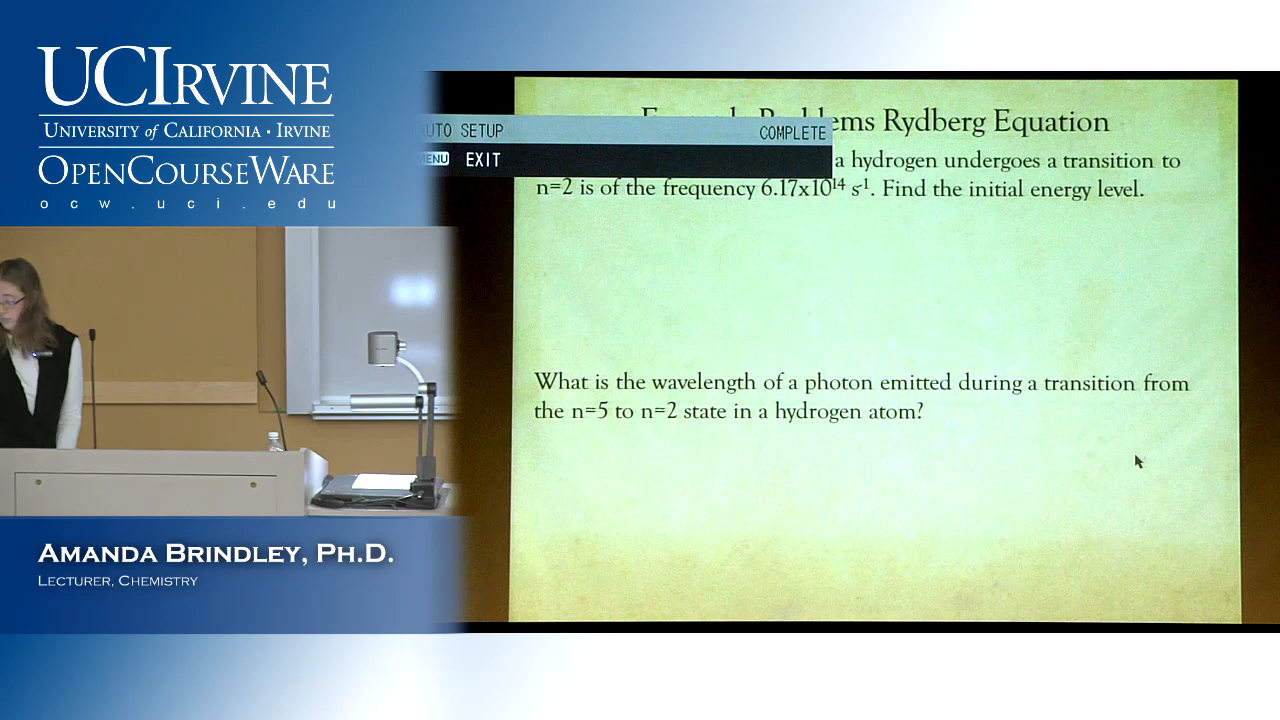 UCIRVINE
UNIVERSITY of CALIFORNIA • IRVINE
OPENCOURSEWARE
ocw.uci.edu
AUTO SETUP COMPLETE
MENU EXIT
Problems Rydberg Equation
a hydrogen undergoes a transition to
n=2 is of the frequency 6.17x10¹⁴ s⁻¹. Find the initial energy level.
What is the wavelength of a photon emitted during a transition from
the n=5 to n=2 state in a hydrogen atom?
AMANDA BRINDLEY, PH.D.
LECTURER, CHEMISTRY